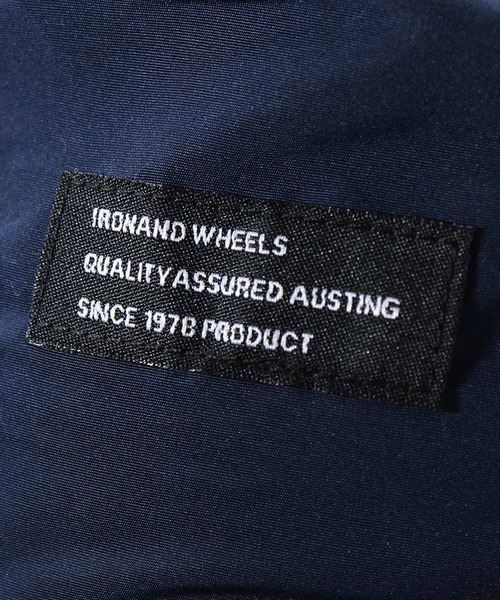 IRONAND WHEELS
QUALITYASSURED AUSTING
SINCE 1978 PRODUCT